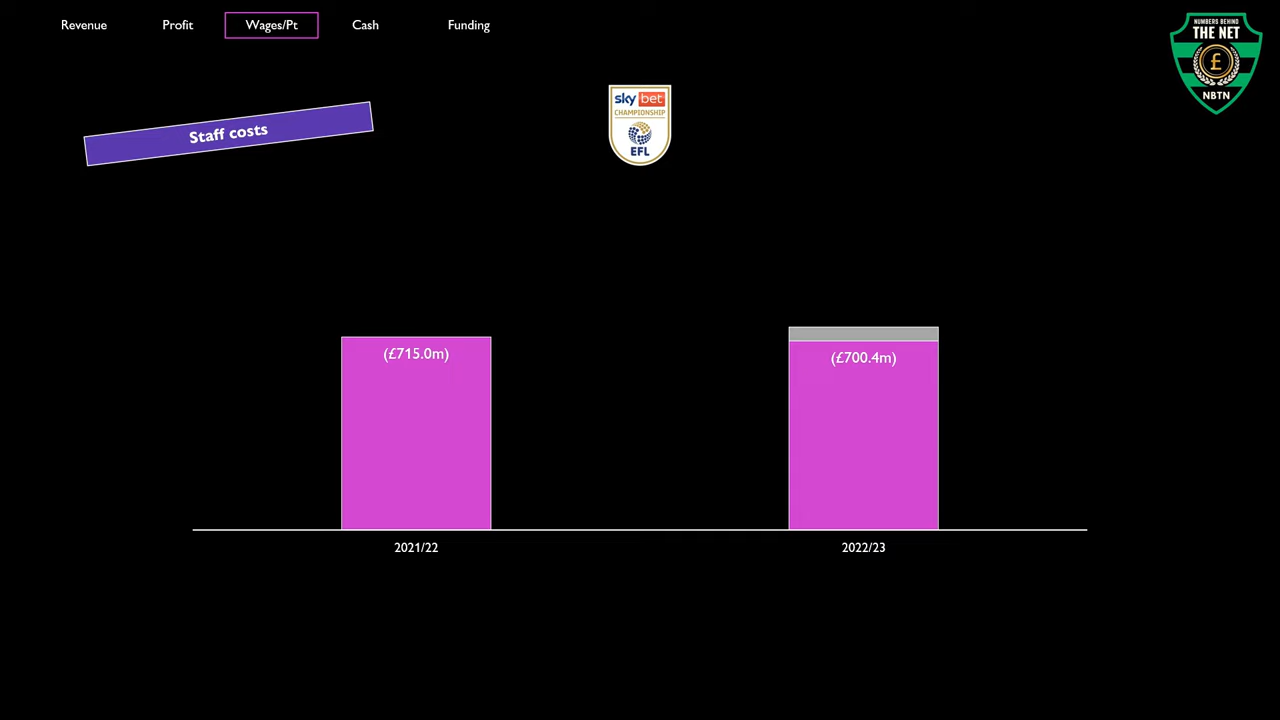 Revenue
Profit
Wages/Pt
Cash
Funding
NUMBERS BEHIND
THE NET
£
NBTN
Staff costs
sky bet
CHAMPIONSHIP
EFL
(£715.0m)
(£700.4m)
2021/22
2022/23